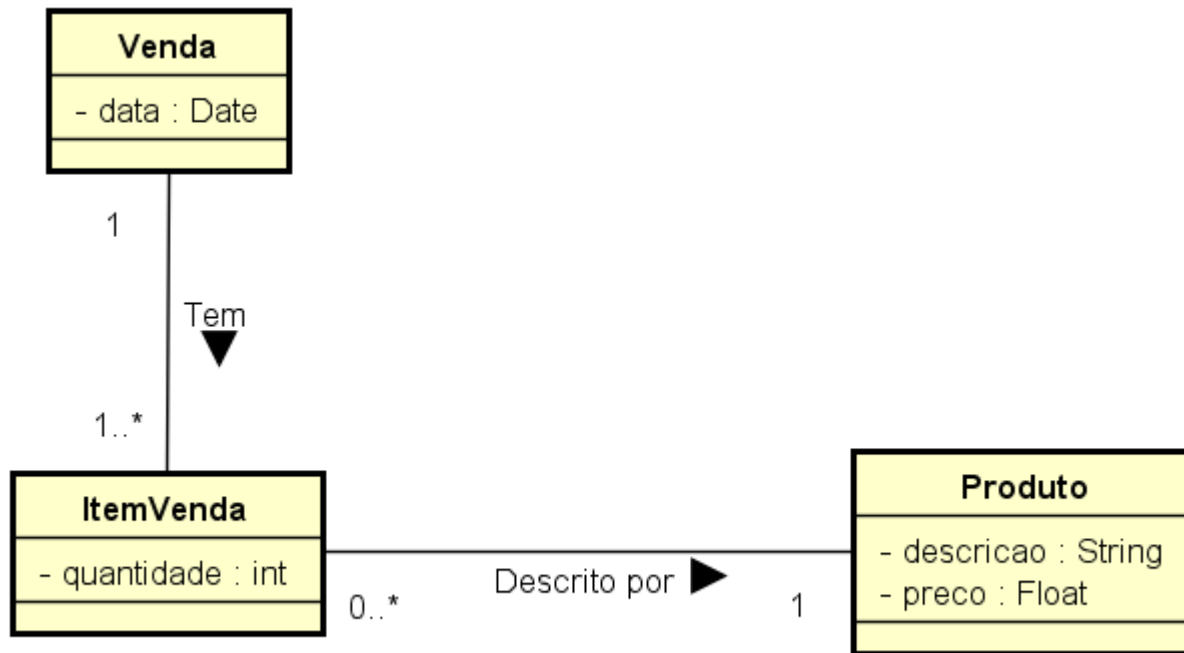 Venda
- data : Date
1
Tem
1..*
ItemVenda
- quantidade : int
0..*
Descrito por
1
Produto
- descricao : String
- preco : Float